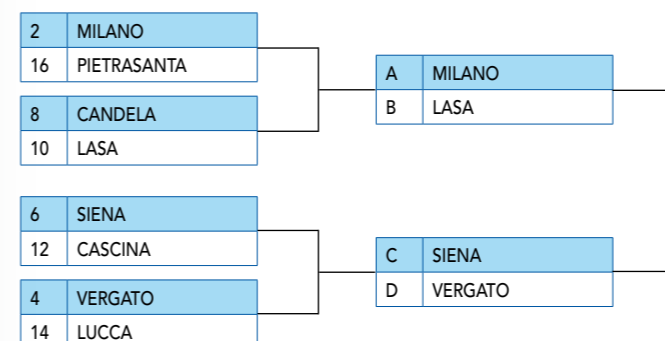 2 MILANO
16 PIETRASANTA
8 CANDELA
10 LASA
6 SIENA
12 CASCINA
4 VERGATO
14 LUCCA
A MILANO
B LASA
C SIENA
D VERGATO